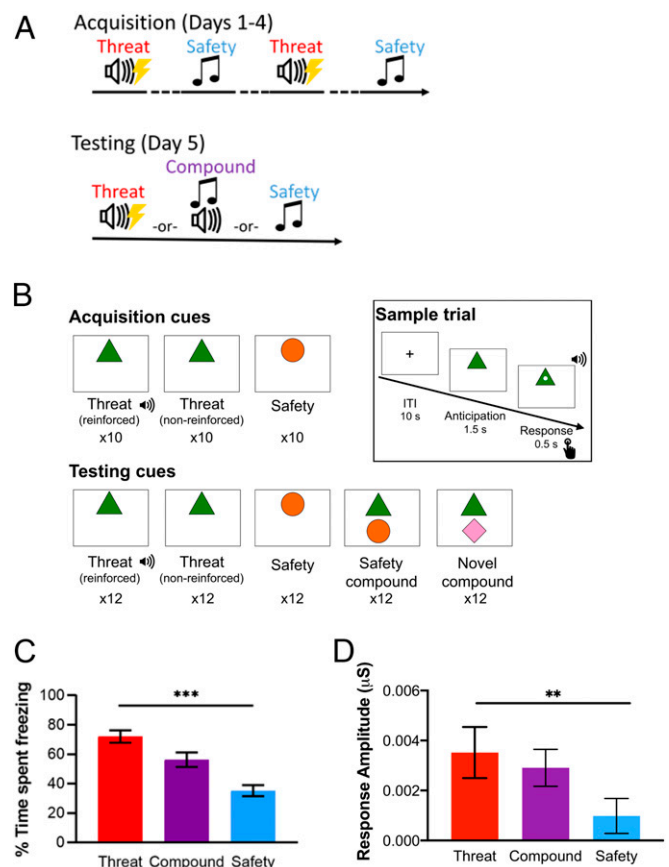 A
Acquisition (Days 1-4)
Threat Safety Threat Safety
Testing (Day 5)
Compound
Threat Safety
-or- -or-
B
Acquisition cues
Threat
(reinforced)
x10
Threat
(non-reinforced)
x10
Safety
x10
Sample trial
+
ITI
10 s
Anticipation
1.5 s
Response
0.5 s
Testing cues
Threat
(reinforced)
x12
Threat
(non-reinforced)
x12
Safety
x12
Safety
compound
x12
Novel
compound
x12
C
% Time spent freezing
100
80
60
40
20
0
***
Threat Compound Safety
D
Response Amplitude (µS)
0.006
0.004
0.002
0.000
**
Threat Compound Safety